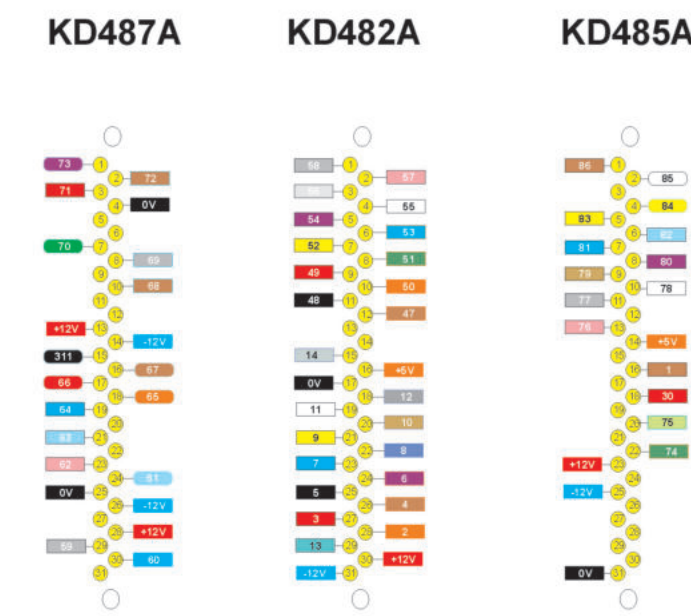 KD487A KD482A KD485A
73 1 58 1 86 1
2 72 2 57 2 85
71 3 3 3
4 0V 4 55 4 84
5 54 5 83 5
6 6 53 6 82
70 7 52 7 81 7
8 69 8 51 8 80
9 49 9 79 9
10 68 10 50 10 78
11 48 11 77 11
12 12 47 12
+12V 13 13 76 13
14 -12V 14 14 +5V
311 15 14 15 15
16 67 16 +5V 16 1
66 17 0V 17 17
18 65 18 12 18 30
64 19 11 19 19
20 20 10 20 75
63 21 9 21 21
22 22 8 22 74
62 23 7 23 +12V 23
24 61 24 6 24
0V 25 5 25 -12V 25
26 -12V 26 4 26
27 3 27 27
28 +12V 28 2 28
59 29 13 29 29
30 60 30 +12V 30
31 -12V 31 0V 31